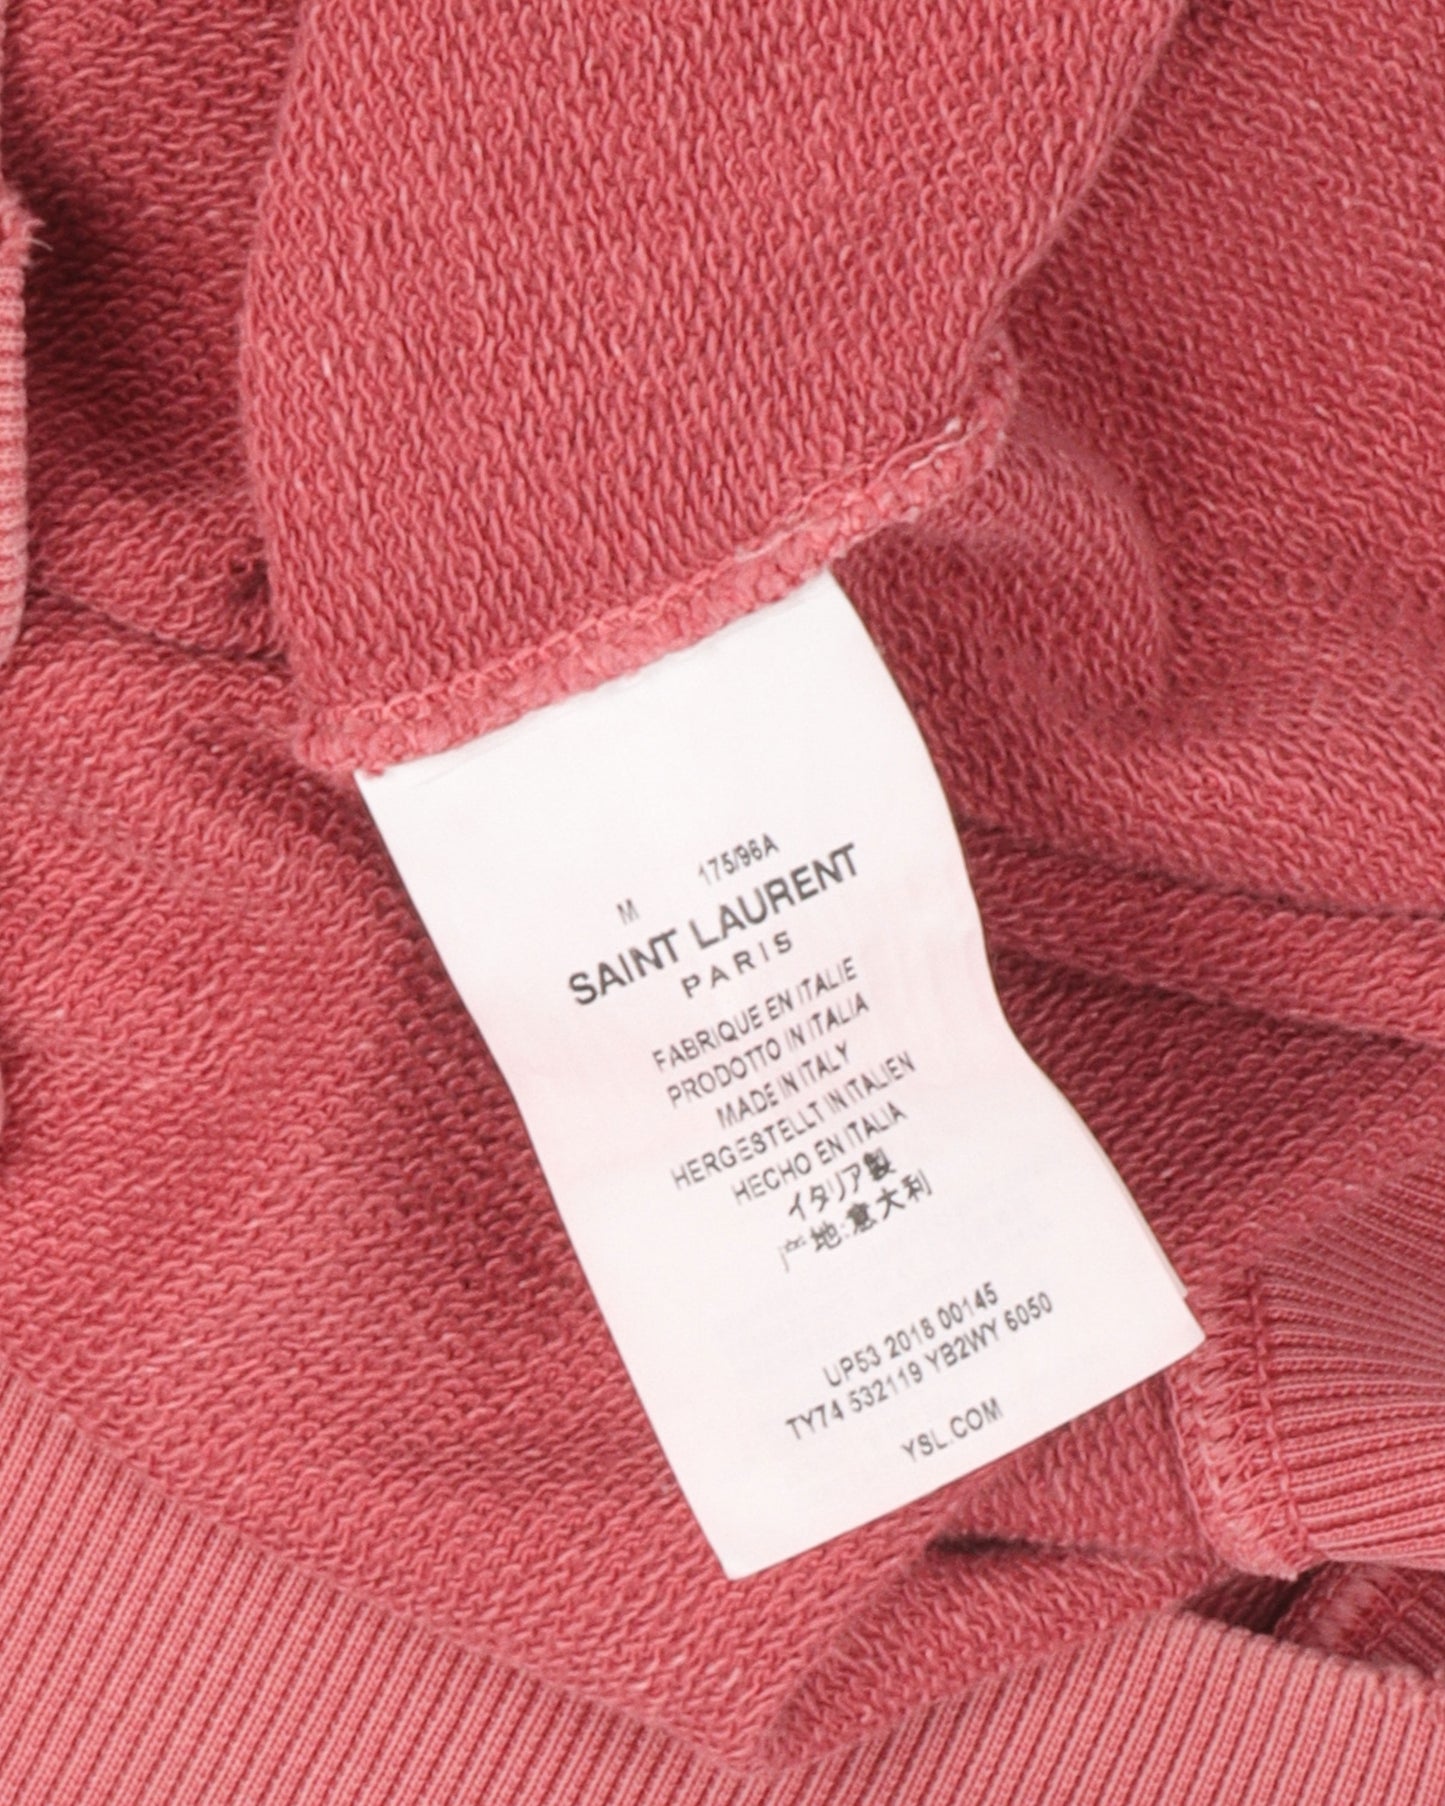 M 175/96A
SAINT LAURENT
PARIS
FABRIQUE EN ITALIE
PRODOTTO IN ITALIA
MADE IN ITALY
HERGESTELLT IN ITALIEN
HECHO EN ITALIA
イタリア製
产地:意大利
UP53 2018 00145
TY74 532119 YB2WY 6050
YSL.COM